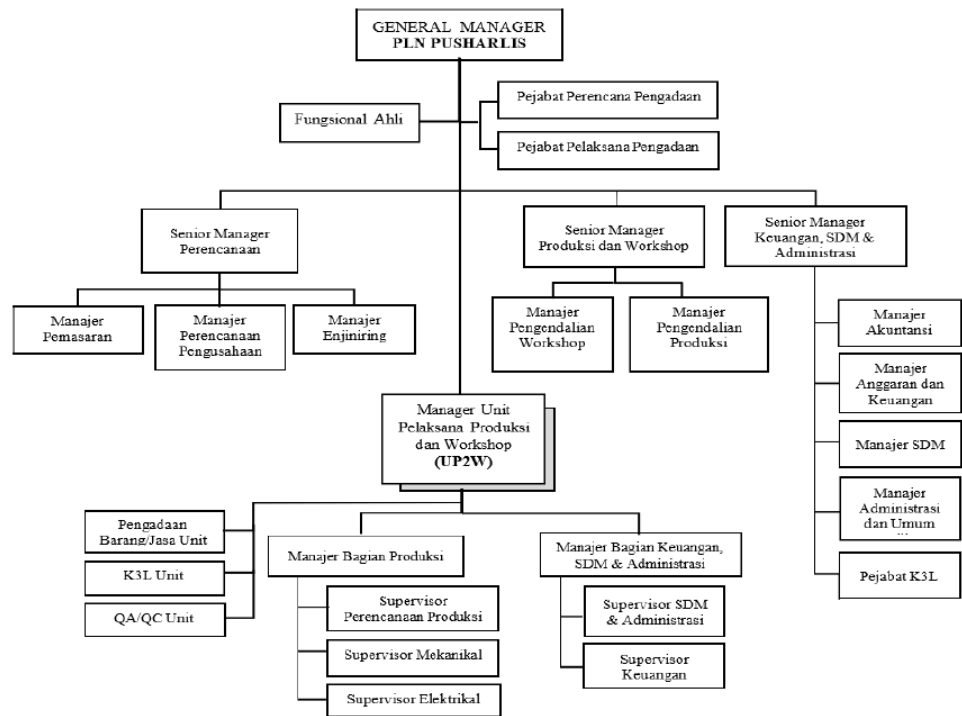 GENERAL MANAGER
PLN PUSHARLIS
Fungsional Ahli
Pejabat Perencana Pengadaan
Pejabat Pelaksana Pengadaan
Senior Manager
Perencanaan
Senior Manager
Produksi dan Workshop
Senior Manager
Keuangan, SDM &
Administrasi
Manajer
Pemasaran
Manajer
Perencanaan
Pengusahaan
Manajer
Enjiniring
Manajer
Pengendalian
Workshop
Manajer
Pengendalian
Produksi
Manajer
Akuntansi
Manajer
Anggaran dan
Keuangan
Manajer SDM
Manajer
Administrasi
dan Umum
...
Pejabat K3L
Manager Unit
Pelaksana Produksi
dan Workshop
(UP2W)
Pengadaan
Barang/Jasa Unit
K3L Unit
QA/QC Unit
Manajer Bagian Produksi
Supervisor
Perencanaan Produksi
Supervisor Mekanikal
Supervisor Elektrikal
Manajer Bagian Keuangan,
SDM & Administrasi
Supervisor SDM
& Administrasi
Supervisor
Keuangan